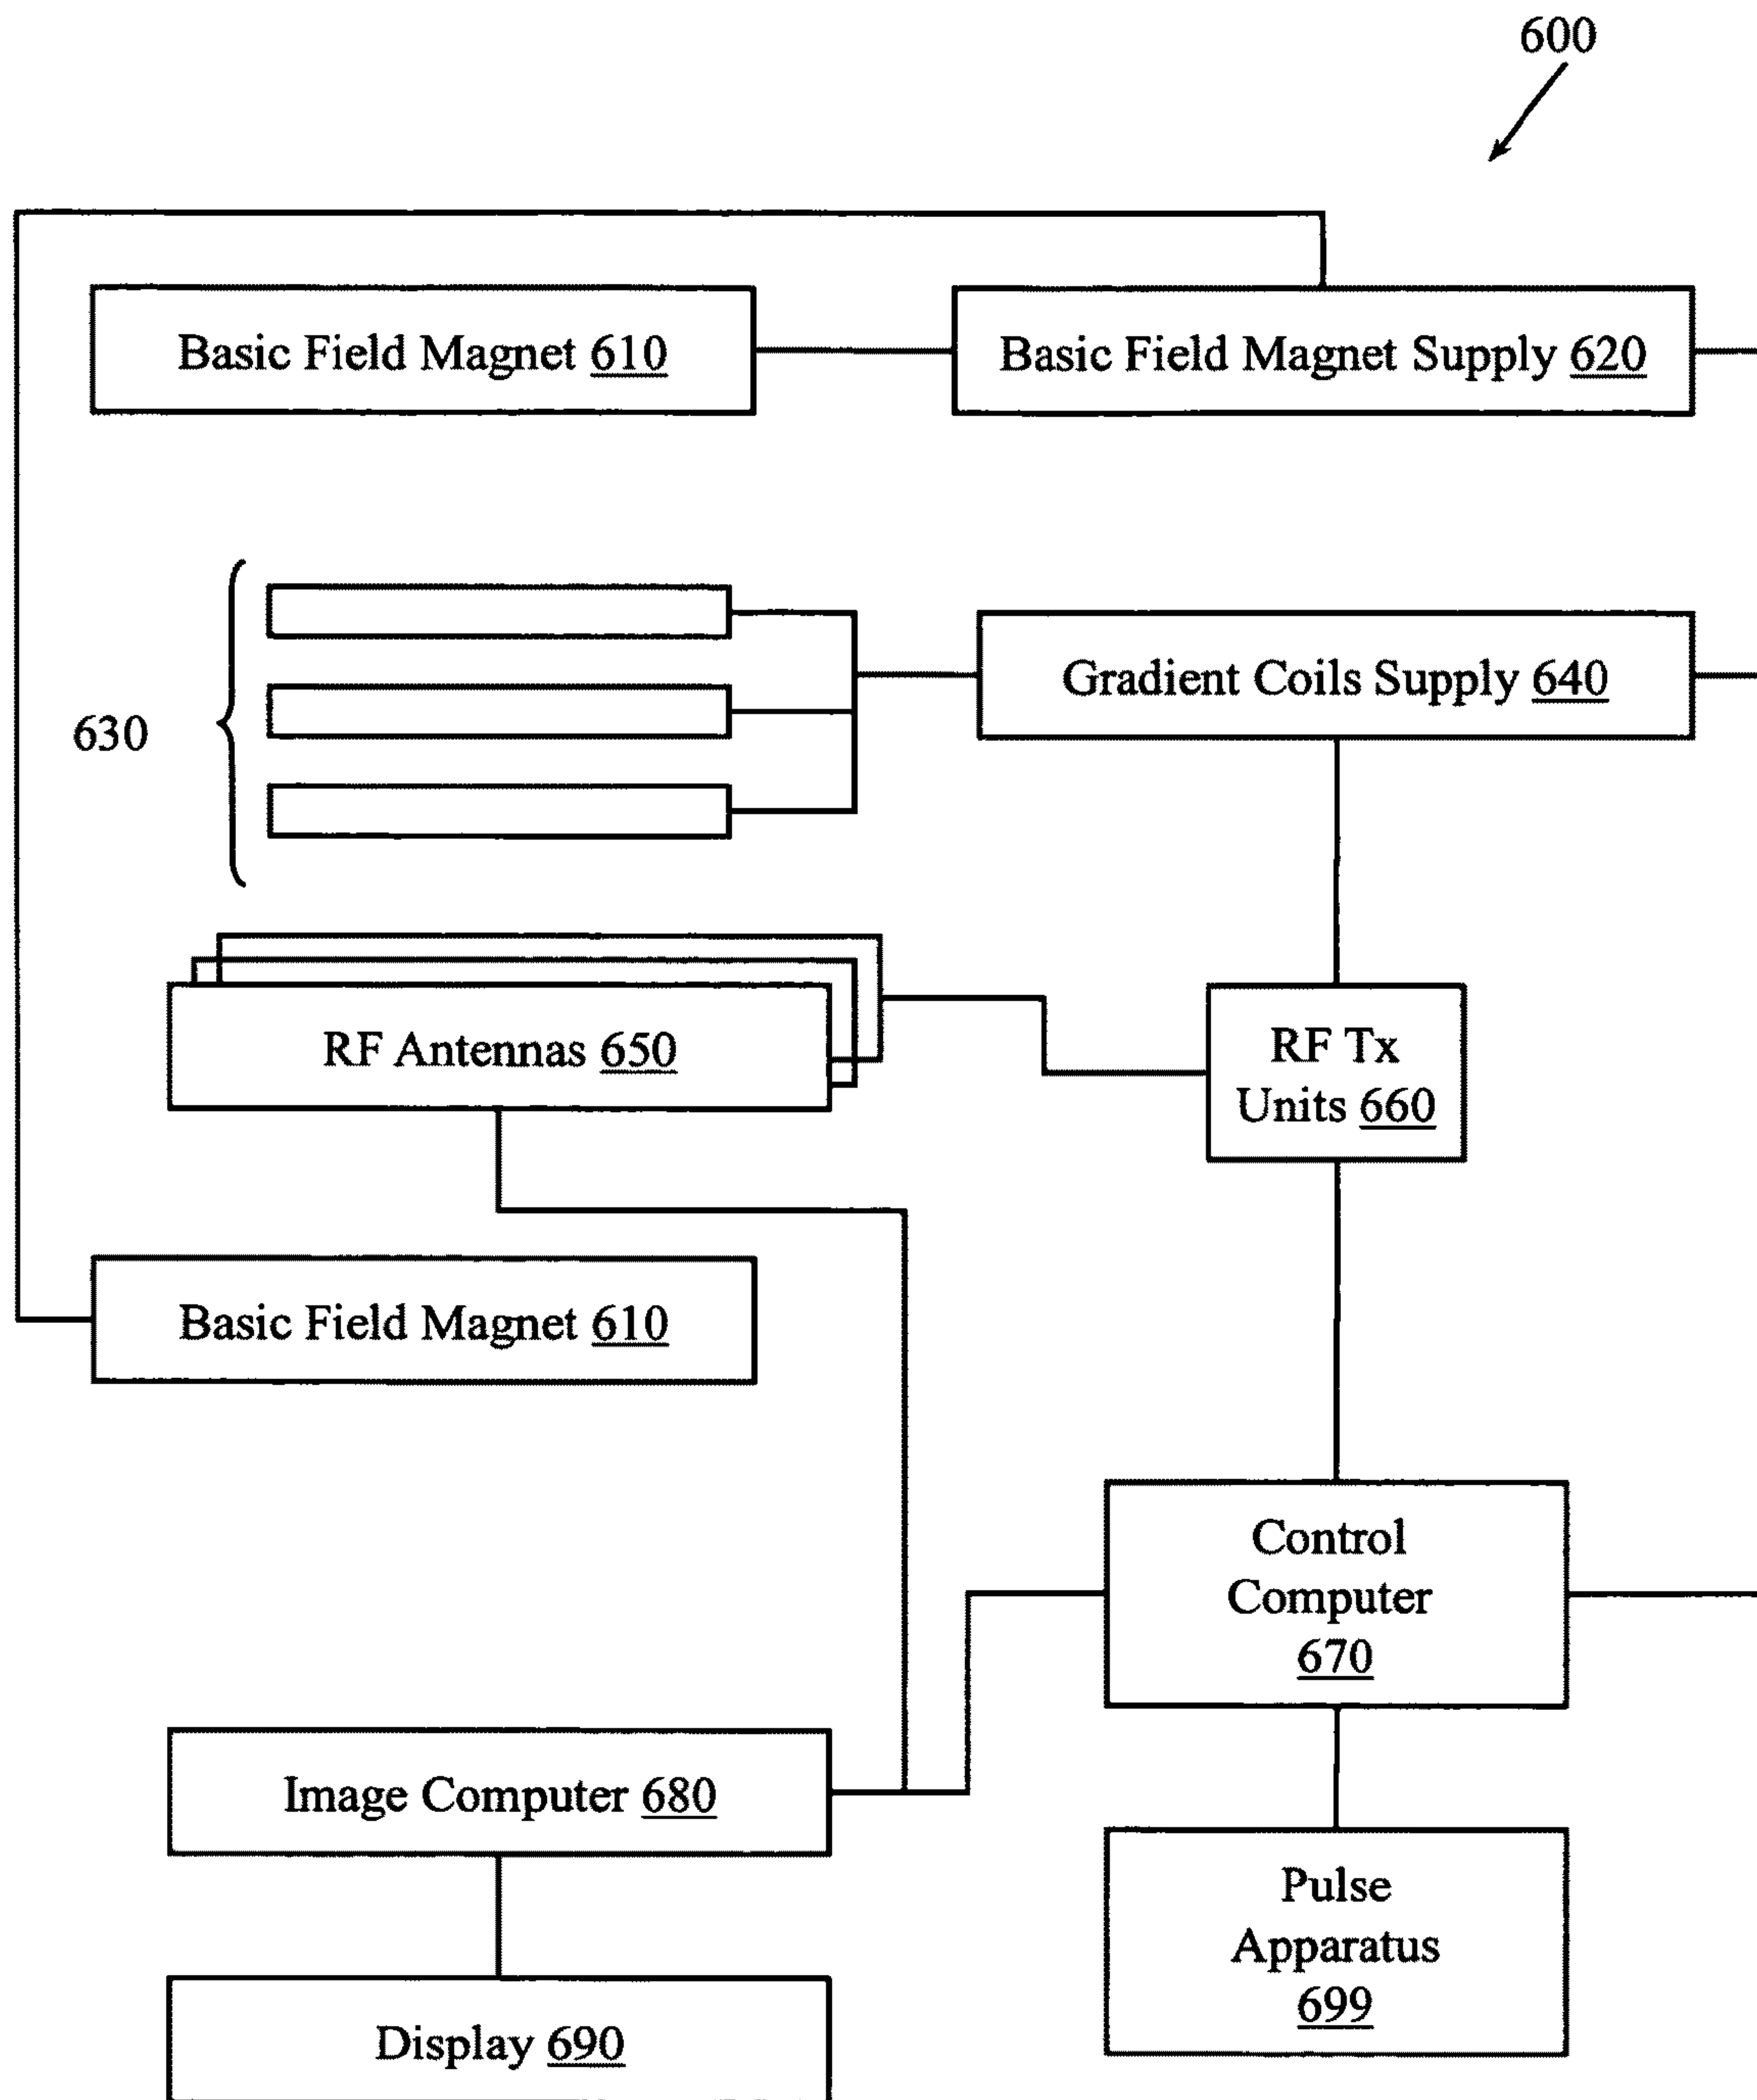 600
Basic Field Magnet 610
Basic Field Magnet Supply 620
630
Gradient Coils Supply 640
RF Antennas 650
RF Tx
Units 660
Basic Field Magnet 610
Control
Computer
670
Image Computer 680
Pulse
Apparatus
699
Display 690